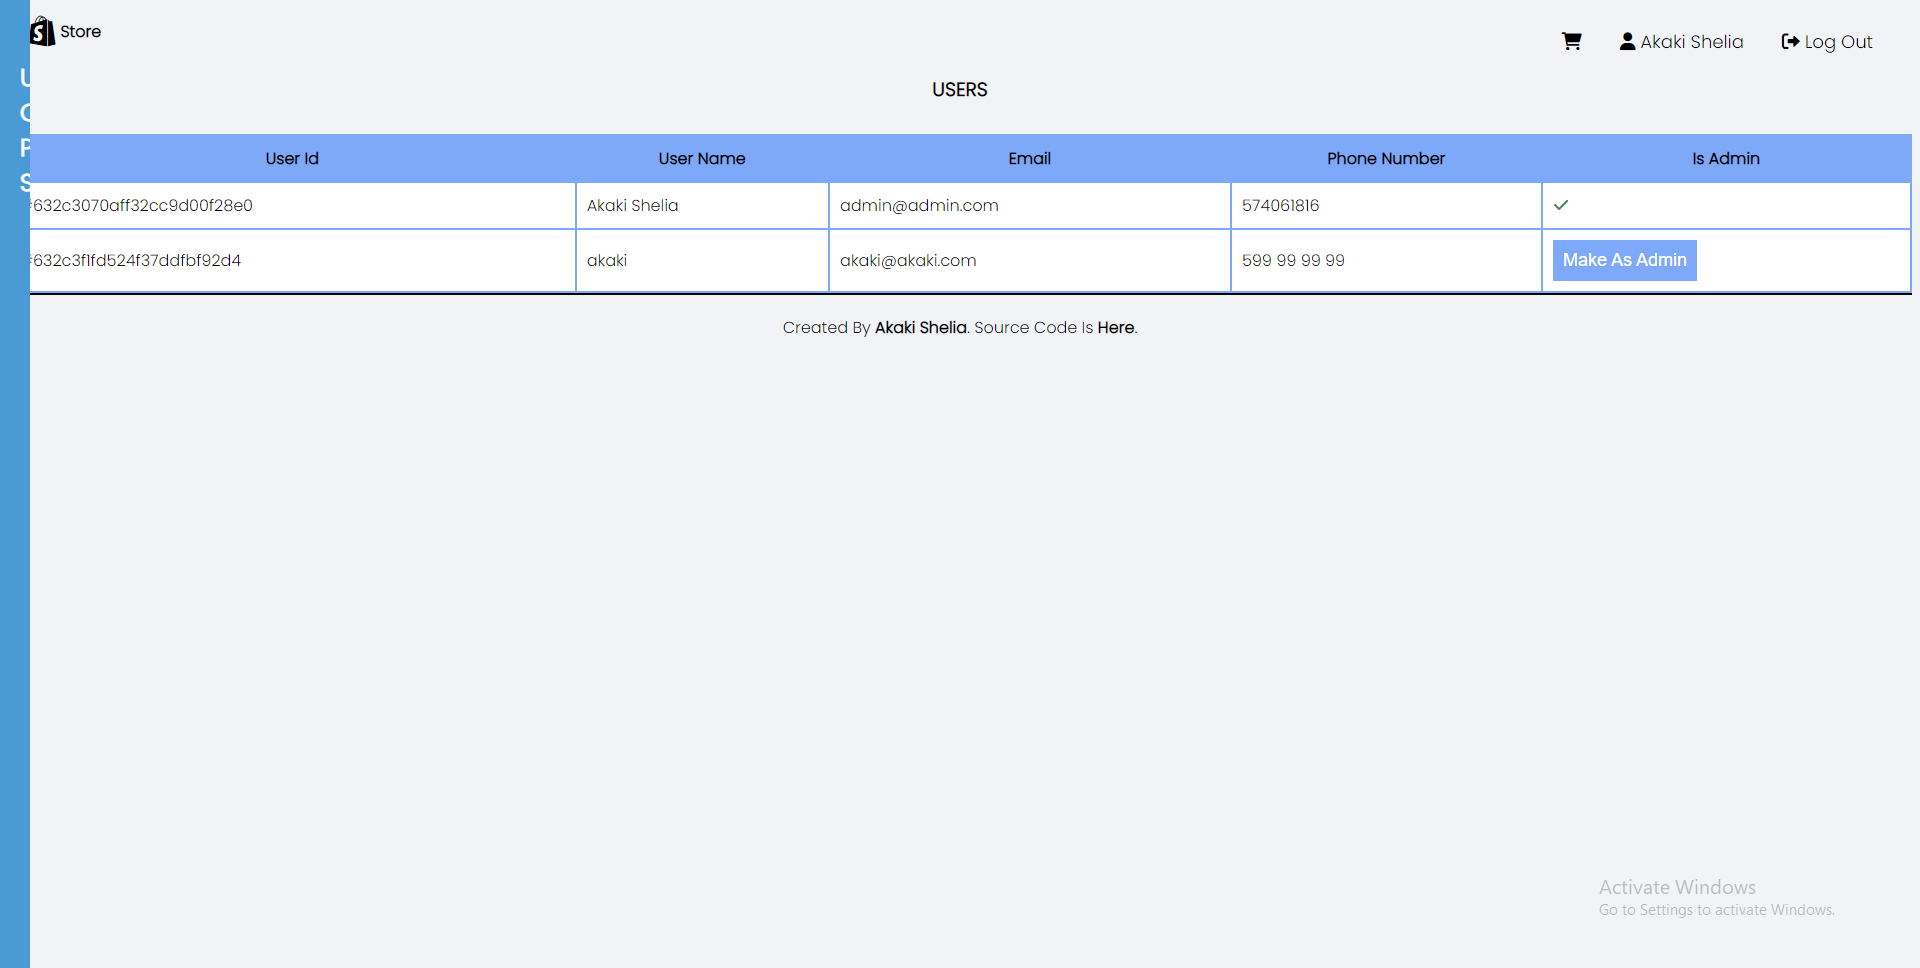 Store
Akaki Shelia
Log Out
USERS
U
P
S
User Id User Name Email Phone Number Is Admin
#632c3070aff32cc9d00f28e0 Akaki Shelia admin@admin.com 574061816
#632c3f1fd524f37ddfbf92d4 akaki akaki@akaki.com 599 99 99 99 Make As Admin
Created By Akaki Shelia. Source Code Is Here.
Activate Windows
Go to Settings to activate Windows.